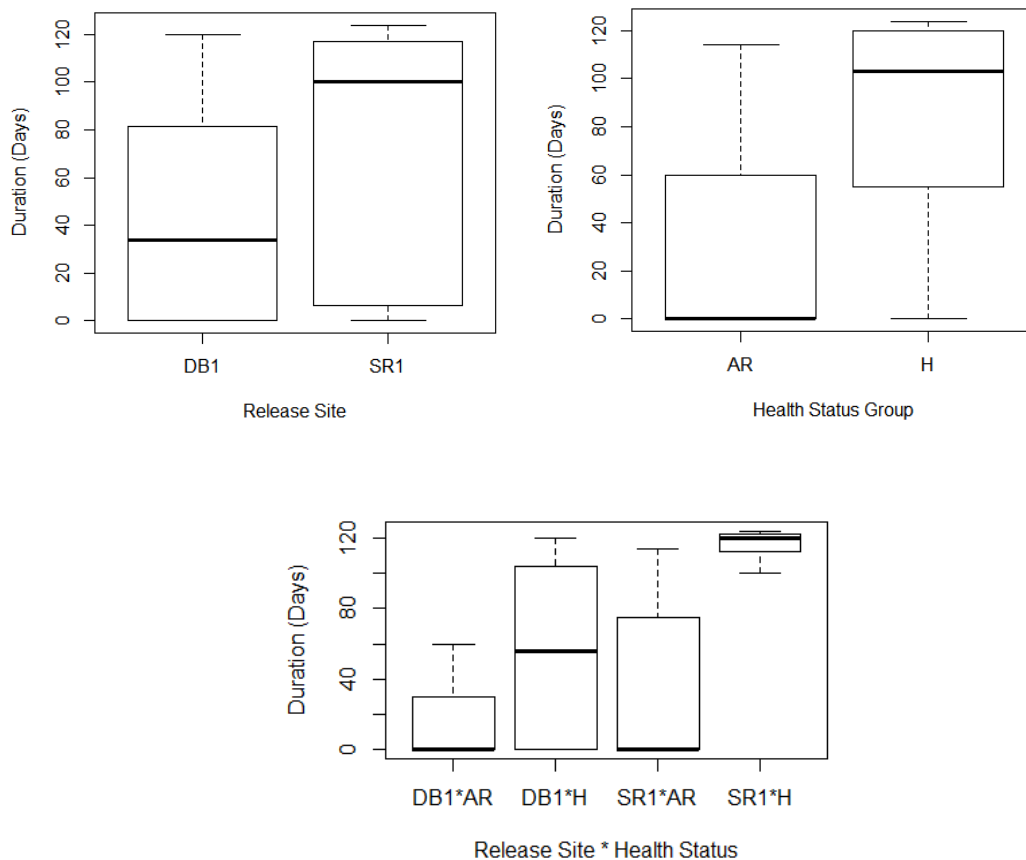 Duration (Days)
120
100
80
60
40
20
0
DB1 SR1
Release Site
Duration (Days)
120
100
80
60
40
20
0
AR H
Health Status Group
Duration (Days)
120
80
40
0
DB1*AR DB1*H SR1*AR SR1*H
Release Site * Health Status